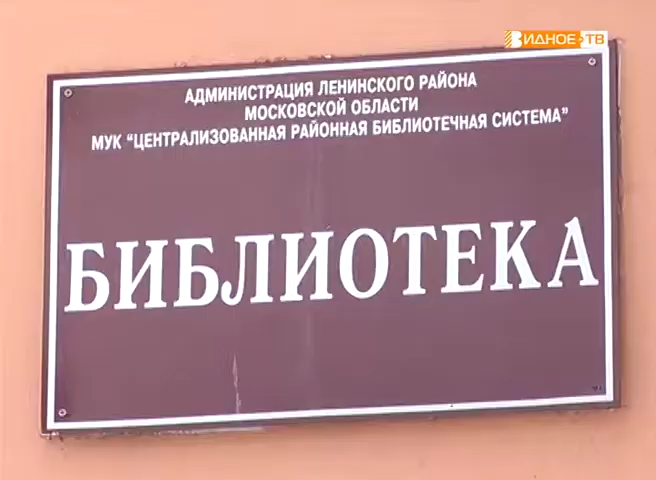 ВИДНОЕ-ТВ
АДМИНИСТРАЦИЯ ЛЕНИНСКОГО РАЙОНА
МОСКОВСКОЙ ОБЛАСТИ
МУК "ЦЕНТРАЛИЗОВАННАЯ РАЙОННАЯ БИБЛИОТЕЧНАЯ СИСТЕМА"
БИБЛИОТЕКА